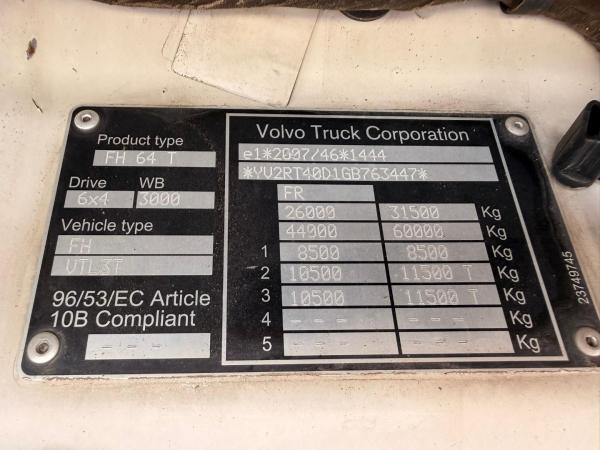 Product type
FH 64 T
Drive WB
6x4 3000
Vehicle type
FH
VTL3T
96/53/EC Article
10B Compliant
- - -
Volvo Truck Corporation
e1*2007/46*1444
*YV2RT40D1GB763447*
FR
26000 31500 Kg
44900 60000 Kg
1 8500 8500 Kg
2 10500 11500 T Kg
3 10500 11500 T Kg
4 - - - - - - Kg
5 - - - - - - Kg
23749745